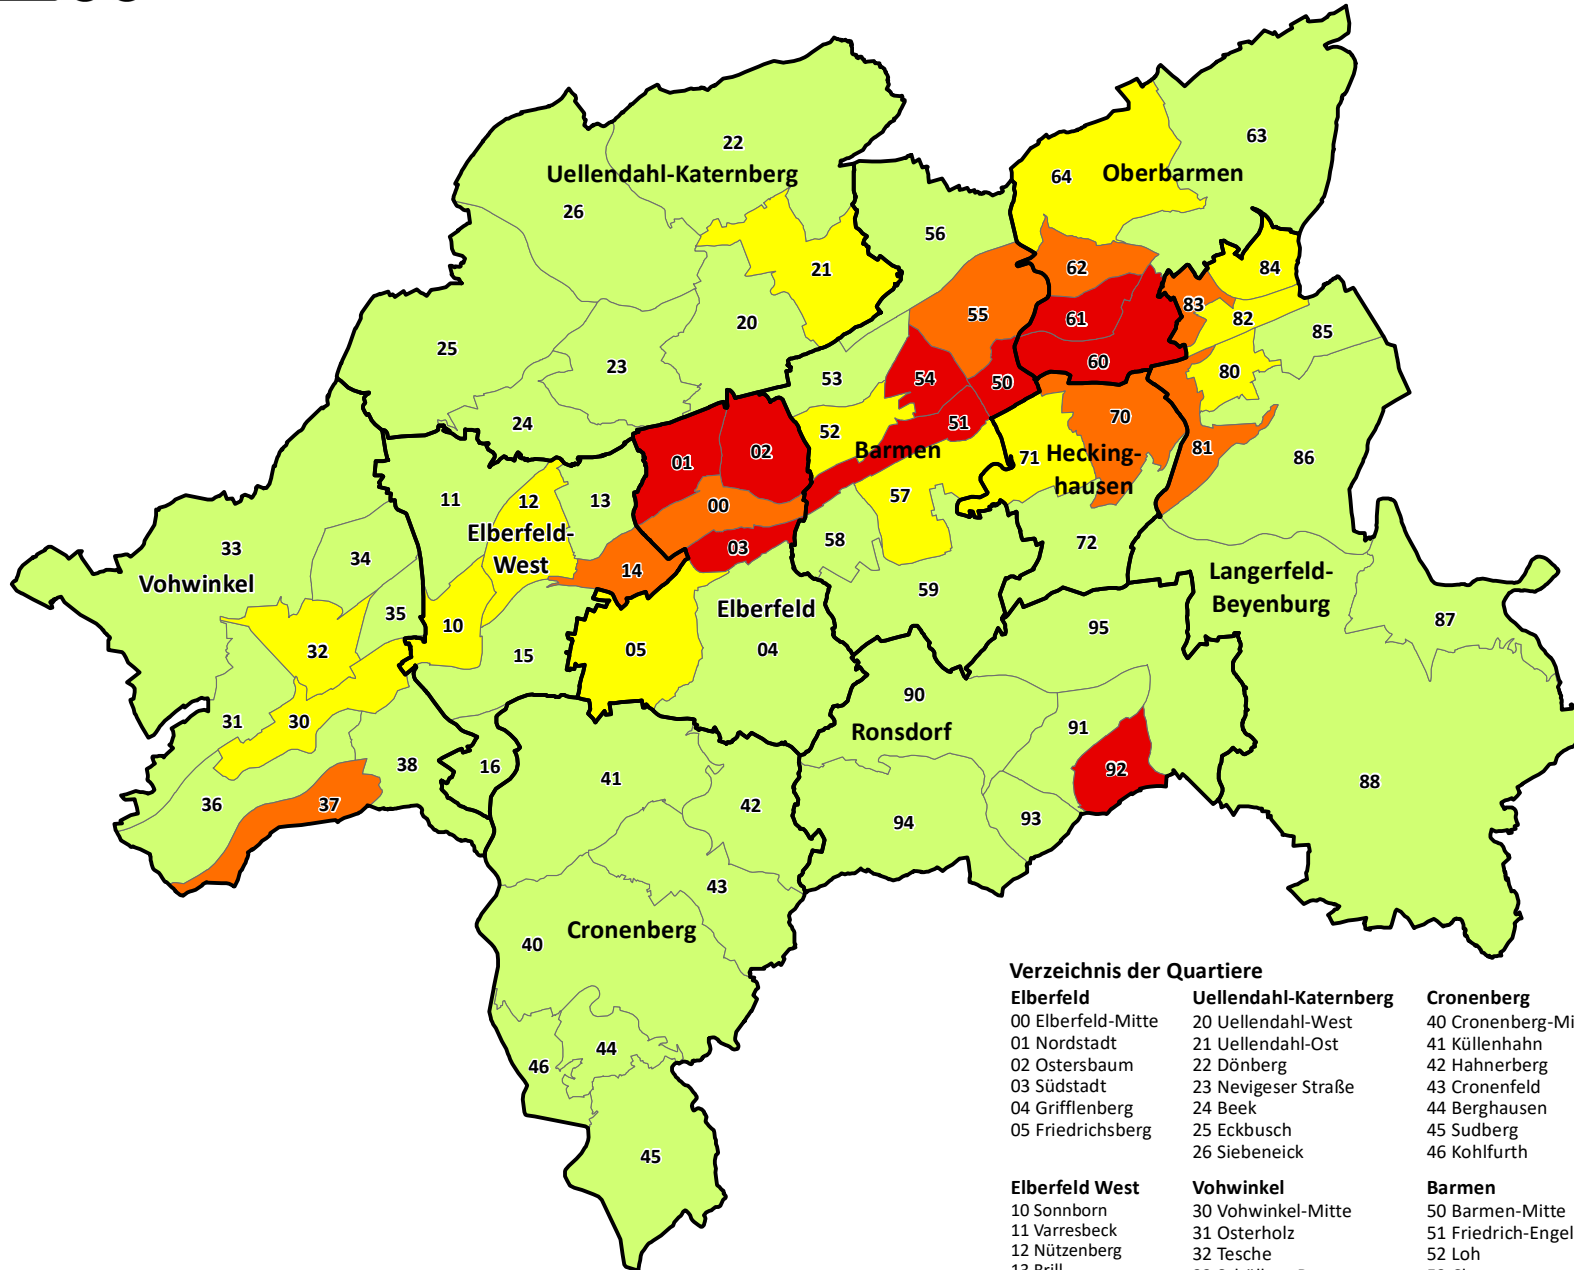 22
63
Uellendahl-Katernberg
64
Oberbarmen
26
56
21
62
84
83
55
61
82
20
85
25
60
23
53
54
50
80
70
24
51
52
Barmen
02
71
Hecking-
hausen
81
86
01
57
11
12
13
00
Elberfeld-
West
58
03
72
33
34
14
Vohwinkel
Langerfeld-
Beyenburg
59
Elberfeld
35
10
95
87
32
15
05
04
90
31
30
Ronsdorf
91
38
16
41
92
88
36
37
42
94
93
43
40
Cronenberg
44
46
45
Verzeichnis der Quartiere
Elberfeld
00 Elberfeld-Mitte
01 Nordstadt
02 Ostersbaum
03 Südstadt
04 Grifflenberg
05 Friedrichsberg
Uellendahl-Katernberg
20 Uellendahl-West
21 Uellendahl-Ost
22 Dönberg
23 Nevigeser Straße
24 Beek
25 Eckbusch
26 Siebeneick
Cronenberg
40 Cronenberg-Mi
41 Küllenhahn
42 Hahnerberg
43 Cronenfeld
44 Berghausen
45 Sudberg
46 Kohlfurth
Elberfeld West
10 Sonnborn
11 Varresbeck
12 Nützenberg
13 Brill
Vohwinkel
30 Vohwinkel-Mitte
31 Osterholz
32 Tesche
Barmen
50 Barmen-Mitte
51 Friedrich-Engel
52 Loh